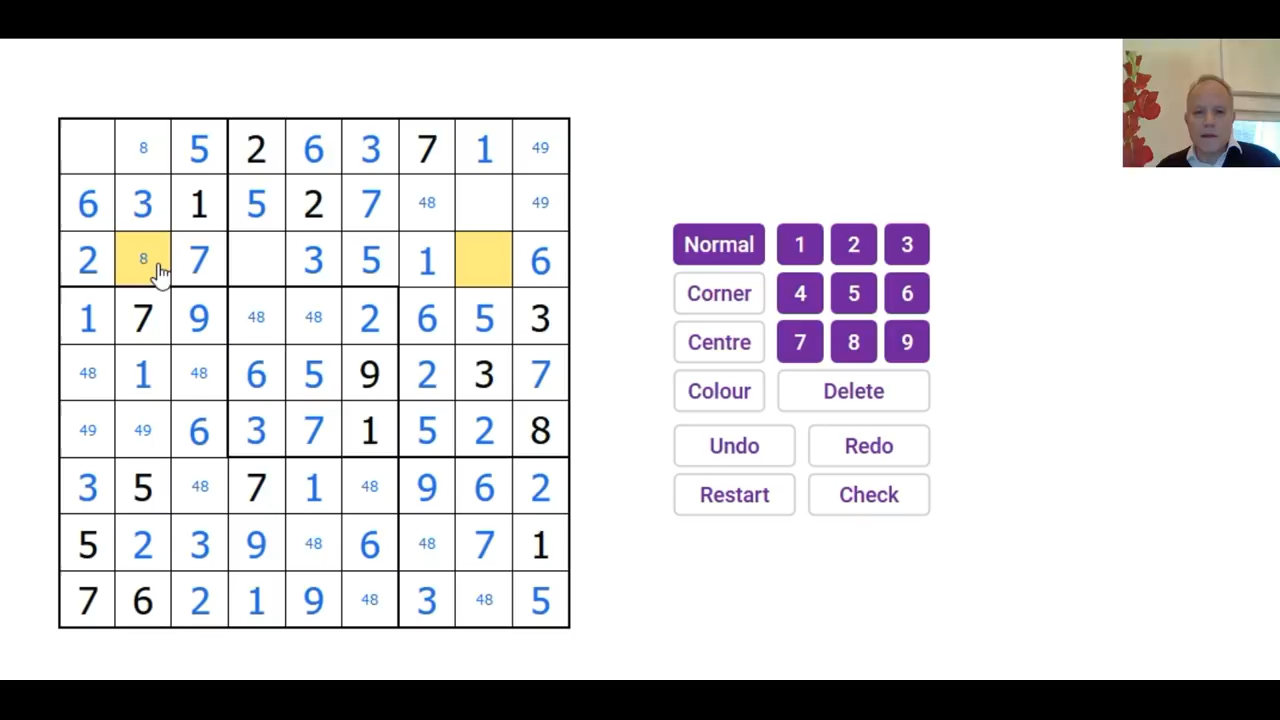 8 5 2 6 3 7 1 49
6 3 1 5 2 7 48 49
2 8 7 3 5 1 6
1 7 9 48 48 2 6 5 3
48 1 48 6 5 9 2 3 7
49 49 6 3 7 1 5 2 8
3 5 48 7 1 48 9 6 2
5 2 3 9 48 6 48 7 1
7 6 2 1 9 48 3 48 5
Normal 1 2 3
Corner 4 5 6
Centre 7 8 9
Colour Delete
Undo Redo
Restart Check